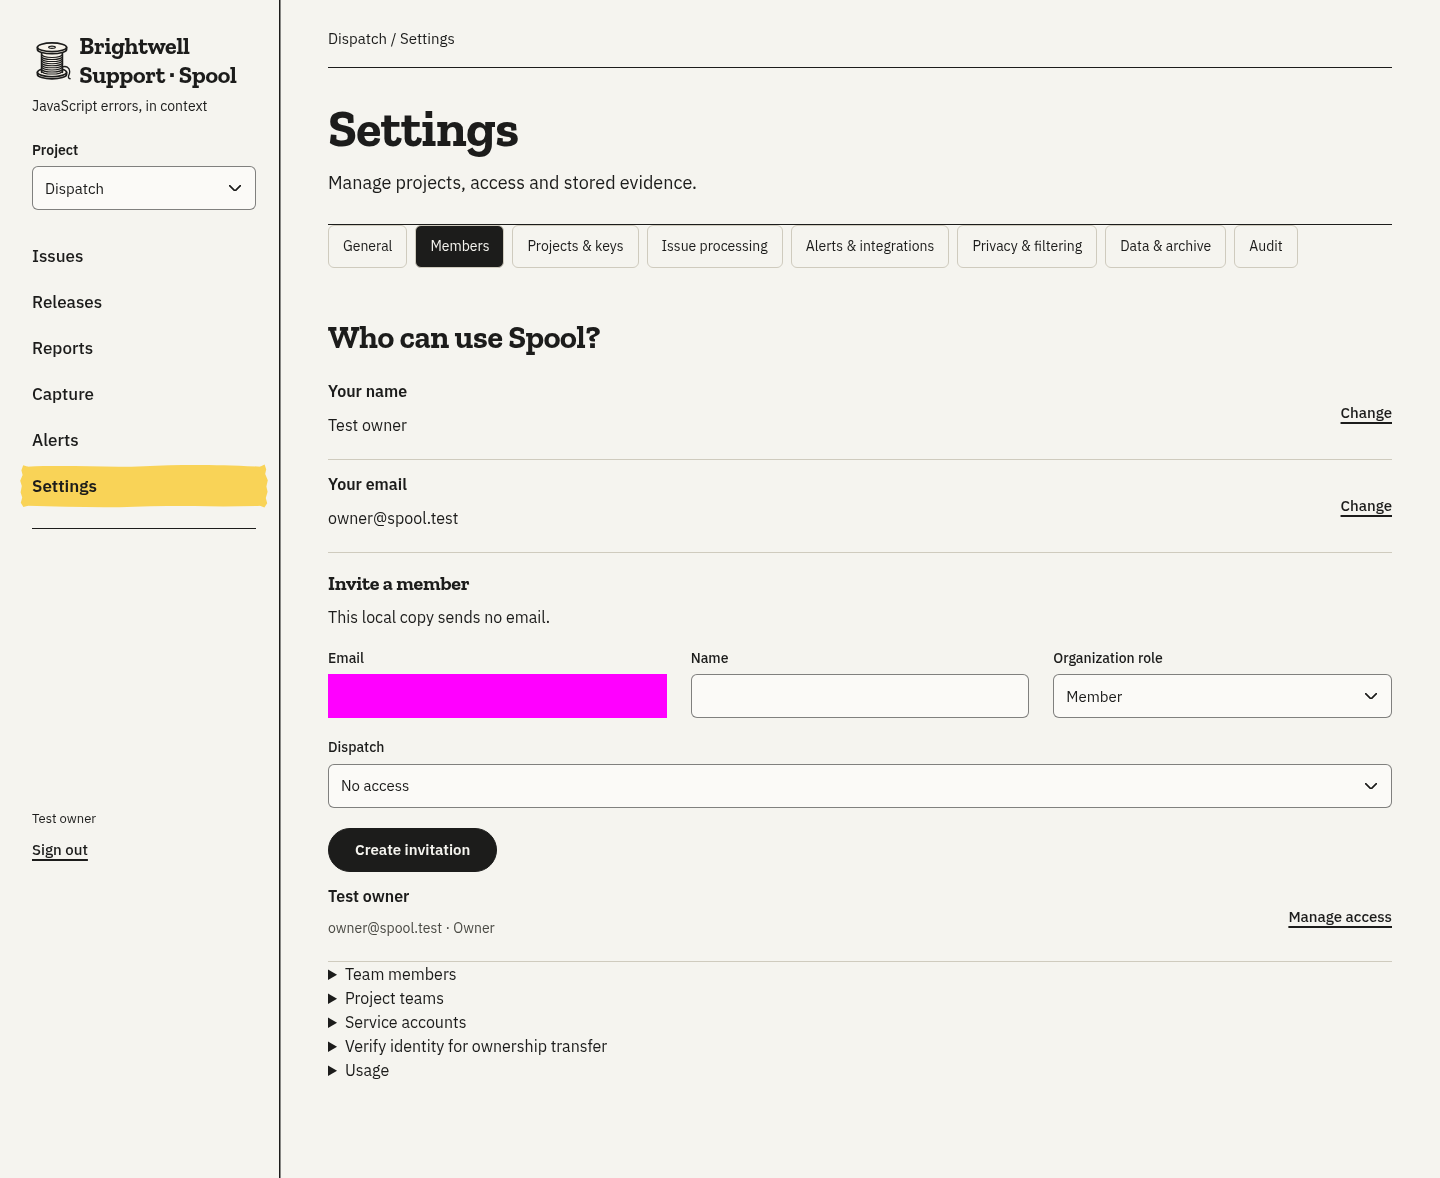 Brightwell
Support · Spool
JavaScript errors, in context
Project
Dispatch
Issues
Releases
Reports
Capture
Alerts
Settings
Test owner
Sign out
Dispatch / Settings
Settings
Manage projects, access and stored evidence.
General
Members
Projects & keys
Issue processing
Alerts & integrations
Privacy & filtering
Data & archive
Audit
Who can use Spool?
Your name
Test owner
Change
Your email
owner@spool.test
Change
Invite a member
This local copy sends no email.
Email
Name
Organization role
Member
Dispatch
No access
Create invitation
Test owner
owner@spool.test · Owner
Manage access
Team members
Project teams
Service accounts
Verify identity for ownership transfer
Usage